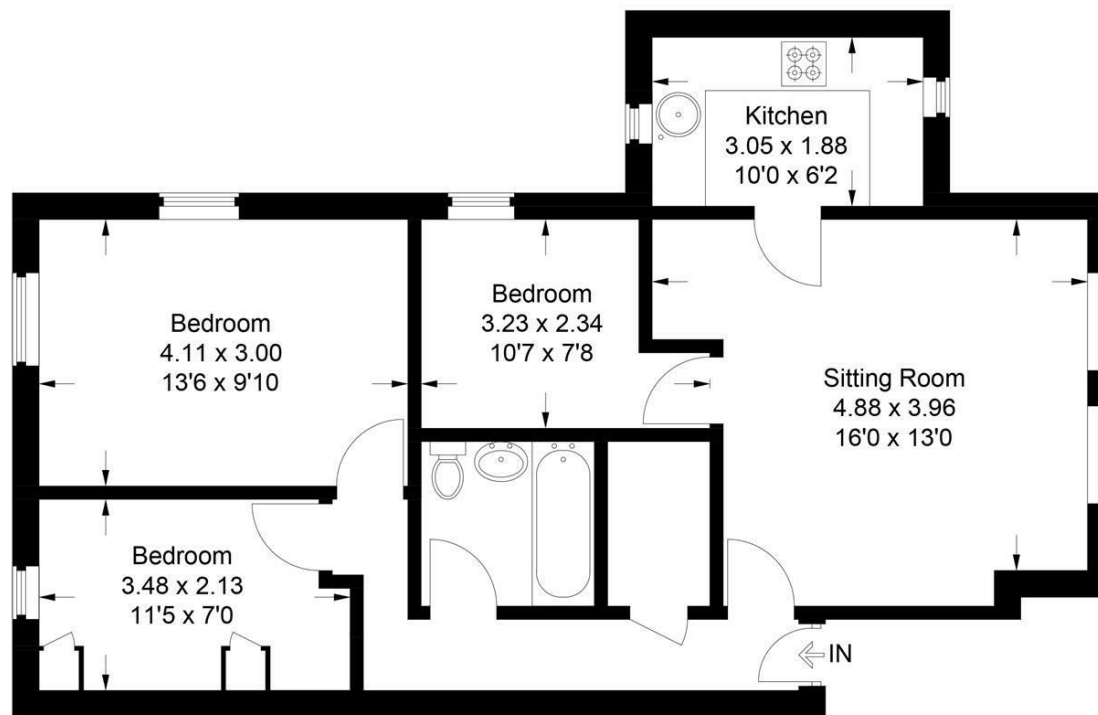 Kitchen
3.05 x 1.88
10'0 x 6'2
Bedroom
4.11 x 3.00
13'6 x 9'10
Bedroom
3.23 x 2.34
10'7 x 7'8
Sitting Room
4.88 x 3.96
16'0 x 13'0
Bedroom
3.48 x 2.13
11'5 x 7'0
IN